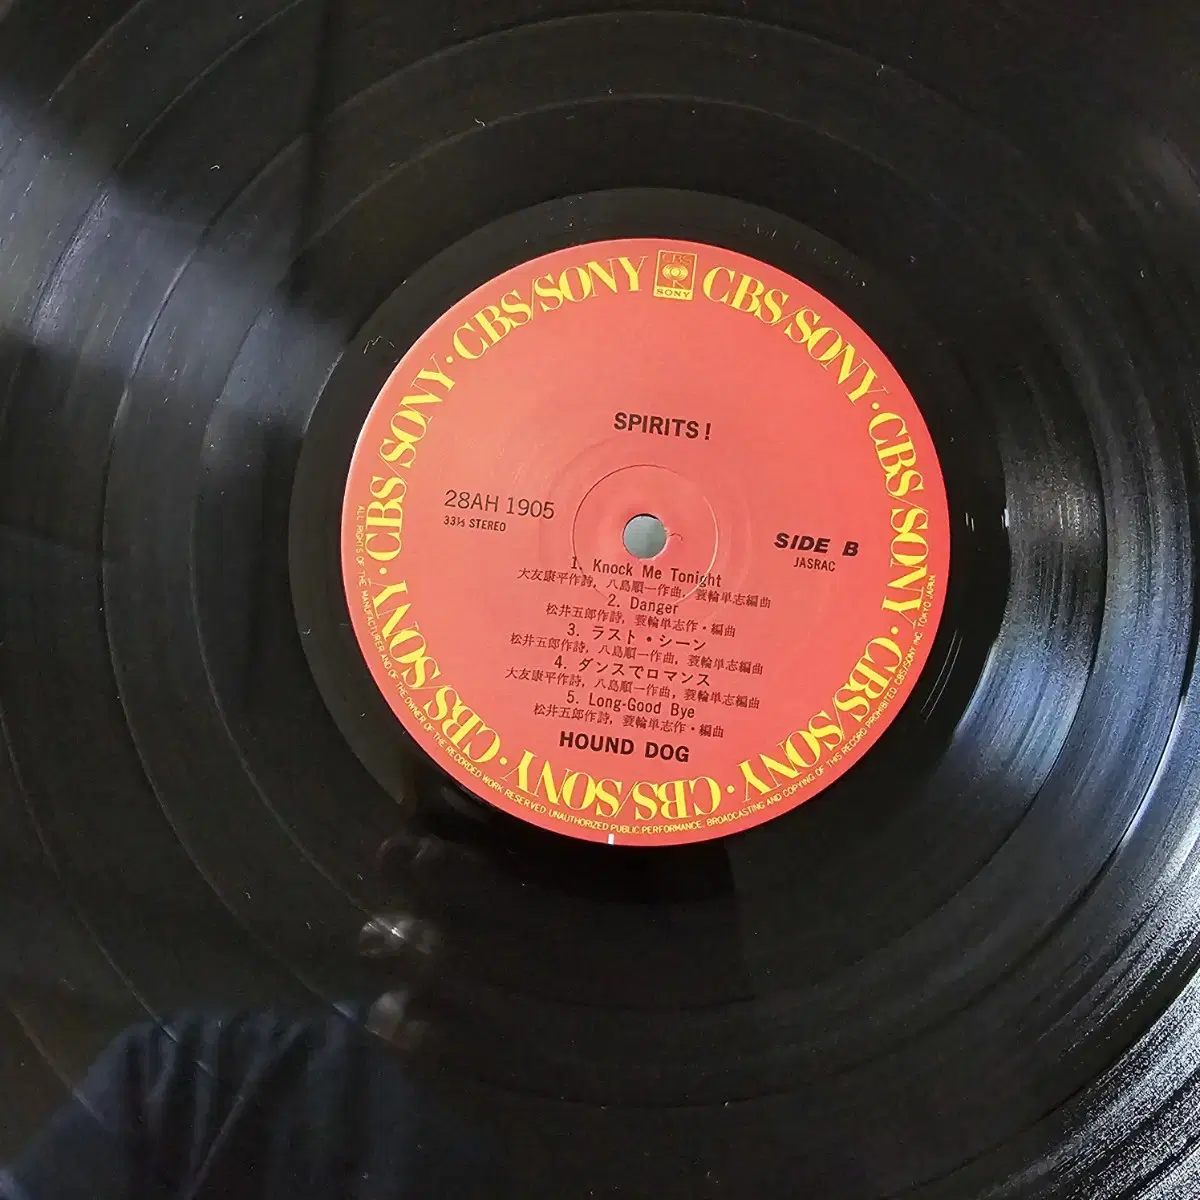 CBS
SONY
CBS/SONY · CBS/SONY · CBS/SONY · CBS/SONY · CBS/SONY · CBS/SONY · CBS/SONY · CBS/SONY
SPIRITS!
28AH 1905
33⅓ STEREO
SIDE B
JASRAC
1. Knock Me Tonight
大友康平作詩, 八島順一作曲, 蓑輪単志編曲
2. Danger
松井五郎作詩, 蓑輪単志作・編曲
3. ラスト・シーン
松井五郎作詩, 八島順一作曲, 蓑輪単志編曲
4. ダンスでロマンス
大友康平作詩, 八島順一作曲, 蓑輪単志編曲
5. Long-Good Bye
松井五郎作詩, 蓑輪単志作・編曲
HOUND DOG
ALL RIGHTS OF THE MANUFACTURER AND OF THE OWNER OF THE RECORDED WORK RESERVED UNAUTHORIZED PUBLIC PERFORMANCE. BROADCASTING AND COPYING OF THIS RECORD PROHIBITED CBS/SONY INC. TOKYO JAPAN